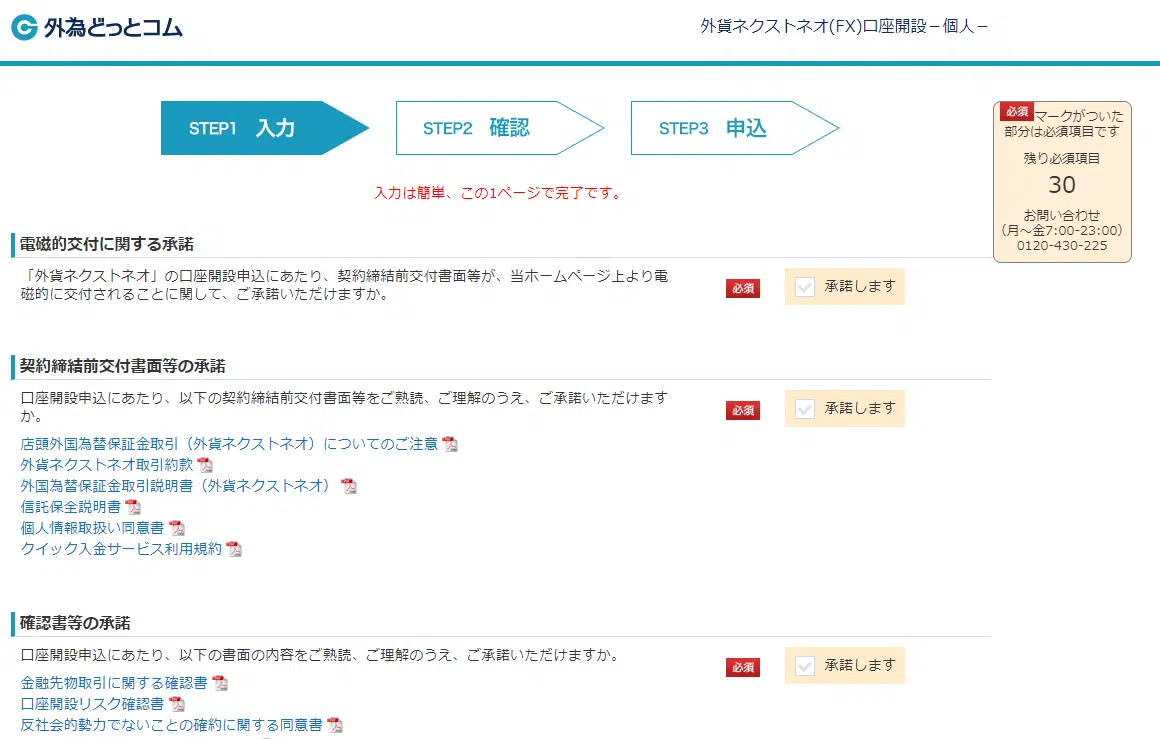 外為どっとコム
外貨ネクストネオ(FX)口座開設－個人－
STEP1 入力
STEP2 確認
STEP3 申込
必須 マークがついた
部分は必須項目です
残り必須項目
30
お問い合わせ
（月～金7:00-23:00）
0120-430-225
入力は簡単、この1ページで完了です。
電磁的交付に関する承諾
「外貨ネクストネオ」の口座開設申込にあたり、契約締結前交付書面等が、当ホームページ上より電
磁的に交付されることに関して、ご承諾いただけますか。
必須
承諾します
契約締結前交付書面等の承諾
口座開設申込にあたり、以下の契約締結前交付書面等をご熟読、ご理解のうえ、ご承諾いただけます
か。
必須
承諾します
店頭外国為替保証金取引（外貨ネクストネオ）についてのご注意
外貨ネクストネオ取引約款
外国為替保証金取引説明書（外貨ネクストネオ）
信託保全説明書
個人情報取扱い同意書
クイック入金サービス利用規約
確認書等の承諾
口座開設申込にあたり、以下の書面の内容をご熟読、ご理解のうえ、ご承諾いただけますか。
必須
承諾します
金融先物取引に関する確認書
口座開設リスク確認書
反社会的勢力でないことの確約に関する同意書